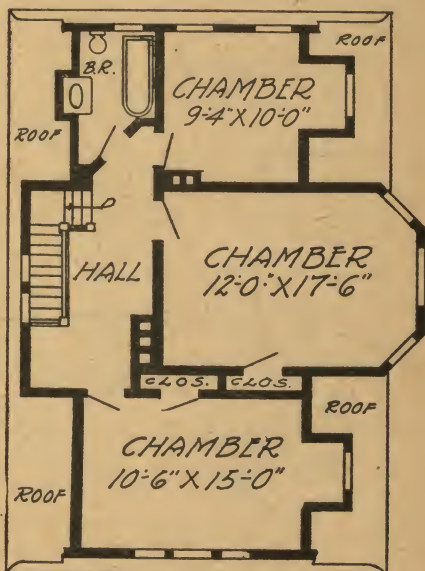 ROOF
B.R.
CHAMBER
9'-4" X 10'-0"
ROOF
HALL
CHAMBER
12'-0" X 17'-6"
CLOS.
CLOS.
ROOF
CHAMBER
10'-6" X 15'-0"
ROOF